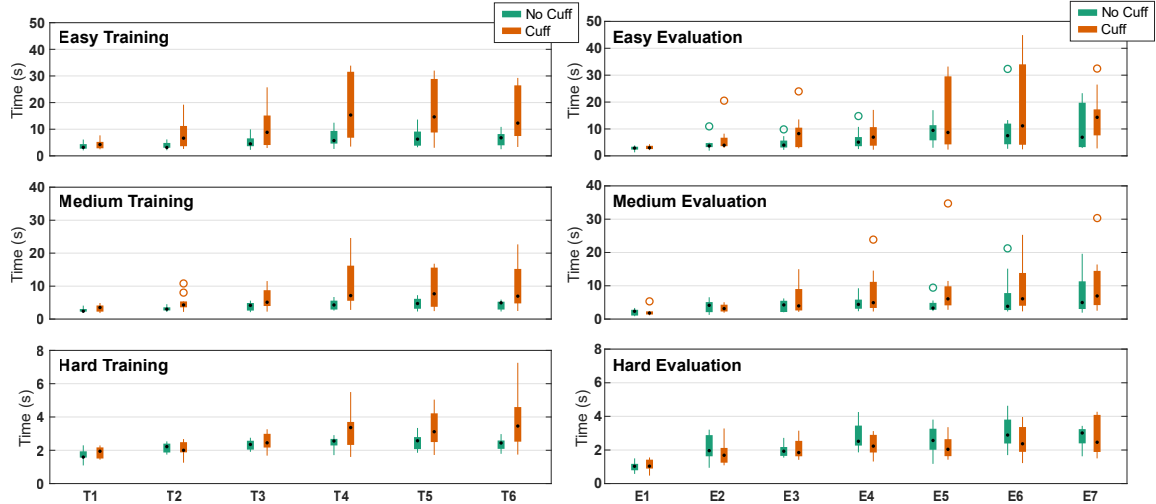 No Cuff
Cuff
Easy Training
Time (s)
50
40
30
20
10
0
Medium Training
Time (s)
40
30
20
10
0
Hard Training
Time (s)
8
6
4
2
0
T1 T2 T3 T4 T5 T6
No Cuff
Cuff
Easy Evaluation
Time (s)
50
40
30
20
10
0
Medium Evaluation
Time (s)
40
30
20
10
0
Hard Evaluation
Time (s)
8
6
4
2
0
E1 E2 E3 E4 E5 E6 E7